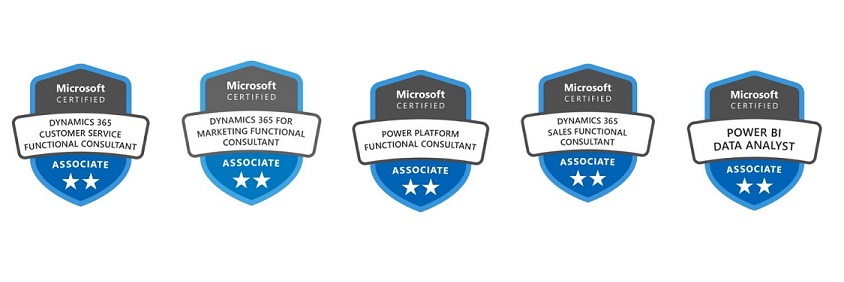 Microsoft
CERTIFIED
DYNAMICS 365
CUSTOMER SERVICE
FUNCTIONAL CONSULTANT
ASSOCIATE
Microsoft
CERTIFIED
DYNAMICS 365 FOR
MARKETING FUNCTIONAL
CONSULTANT
ASSOCIATE
Microsoft
CERTIFIED
POWER PLATFORM
FUNCTIONAL CONSULTANT
ASSOCIATE
Microsoft
CERTIFIED
DYNAMICS 365
SALES FUNCTIONAL
CONSULTANT
ASSOCIATE
Microsoft
CERTIFIED
POWER BI
DATA ANALYST
ASSOCIATE